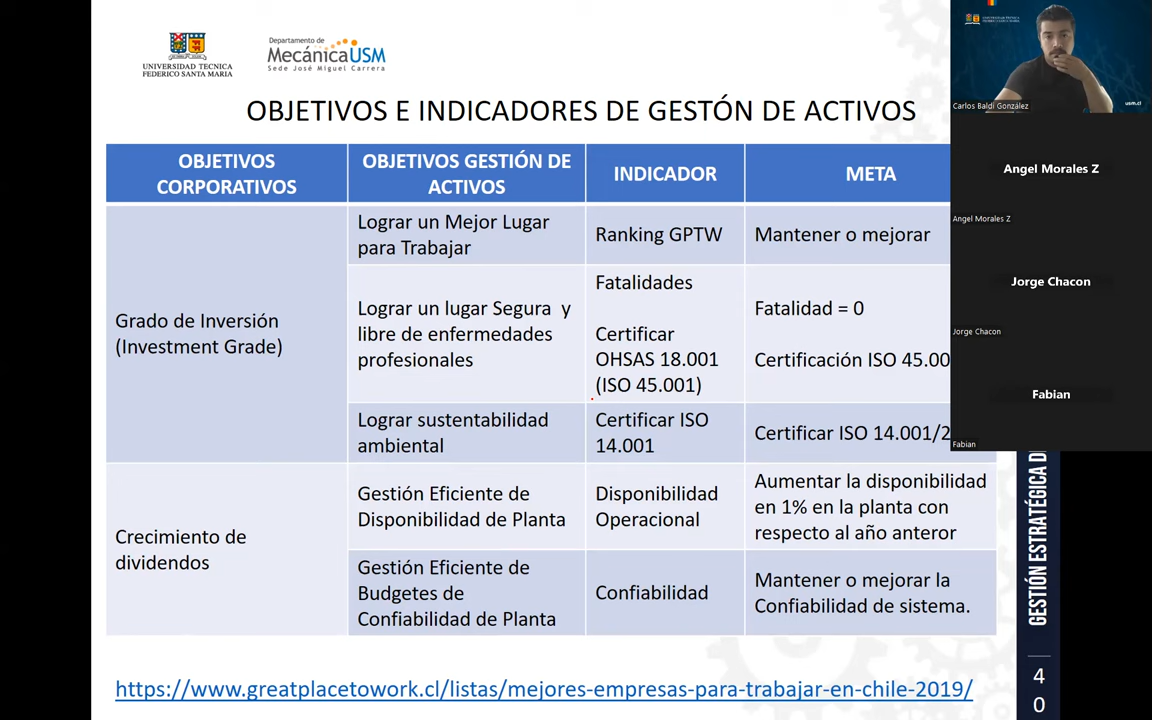 UNIVERSIDAD TECNICA
FEDERICO SANTA MARIA
Departamento de
MecánicaUSM
Sede José Miguel Carrera
OBJETIVOS E INDICADORES DE GESTÓN DE ACTIVOS
OBJETIVOS
CORPORATIVOS
OBJETIVOS GESTIÓN DE
ACTIVOS
INDICADOR
META
Grado de Inversión
(Investment Grade)
Lograr un Mejor Lugar
para Trabajar
Ranking GPTW
Mantener o mejorar
Lograr un lugar Segura y
libre de enfermedades
profesionales
Fatalidades
Certificar
OHSAS 18.001
(ISO 45.001)
Fatalidad = 0
Certificación ISO 45.00
Lograr sustentabilidad
ambiental
Certificar ISO
14.001
Certificar ISO 14.001/2
Crecimiento de
dividendos
Gestión Eficiente de
Disponibilidad de Planta
Disponibilidad
Operacional
Aumentar la disponibilidad
en 1% en la planta con
respecto al año anteror
Gestión Eficiente de
Budgetes de
Confiabilidad de Planta
Confiabilidad
Mantener o mejorar la
Confiabilidad de sistema.
https://www.greatplacetowork.cl/listas/mejores-empresas-para-trabajar-en-chile-2019/
GESTIÓN ESTRATÉGICA D
4
0
usm.cl
Carlos Baldi González
Angel Morales Z
Angel Morales Z
Jorge Chacon
Jorge Chacon
Fabian
Fabian